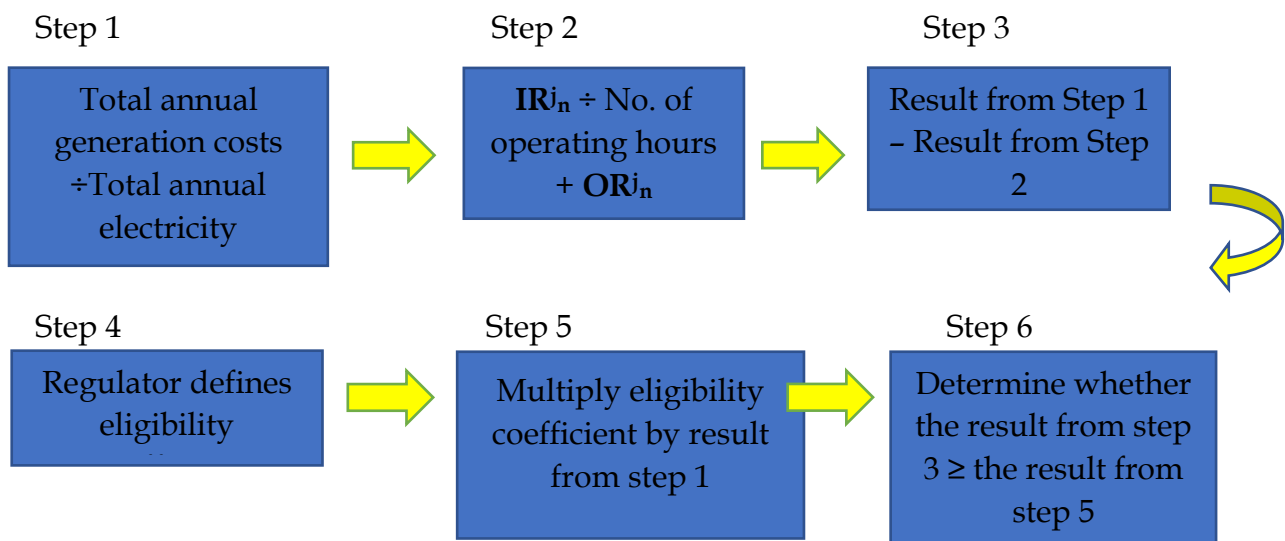 Step 1
Total annual
generation costs
÷Total annual
electricity
Step 2
IRʲₙ ÷ No. of
operating hours
+ ORʲₙ
Step 3
Result from Step 1
– Result from Step
2
Step 4
Regulator defines
eligibility
Step 5
Multiply eligibility
coefficient by result
from step 1
Step 6
Determine whether
the result from step
3 ≥ the result from
step 5